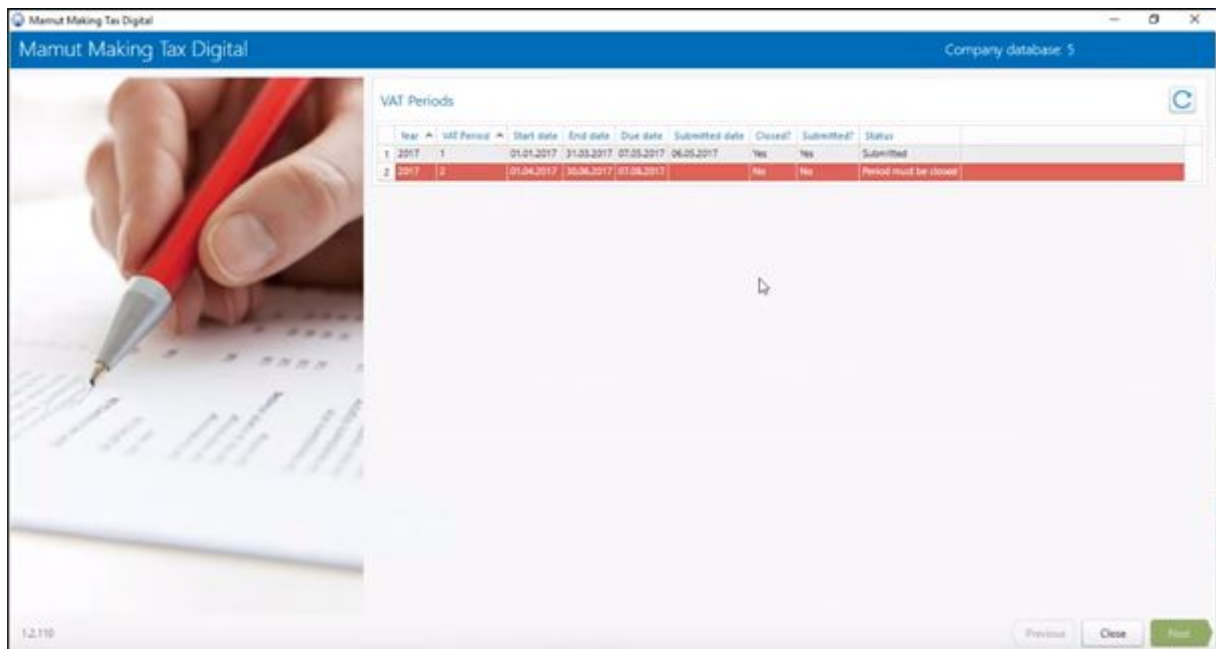 Mamut Making Tax Digital
Mamut Making Tax Digital Company database: 5
VAT Periods
Year VAT Period Start date End date Due date Submitted date Closed? Submitted? Status
1 2017 1 01.01.2017 31.03.2017 07.05.2017 06.05.2017 Yes Yes Submitted
2 2017 2 01.04.2017 30.06.2017 07.08.2017 No No Period must be closed
1.2.110 Previous Close Next